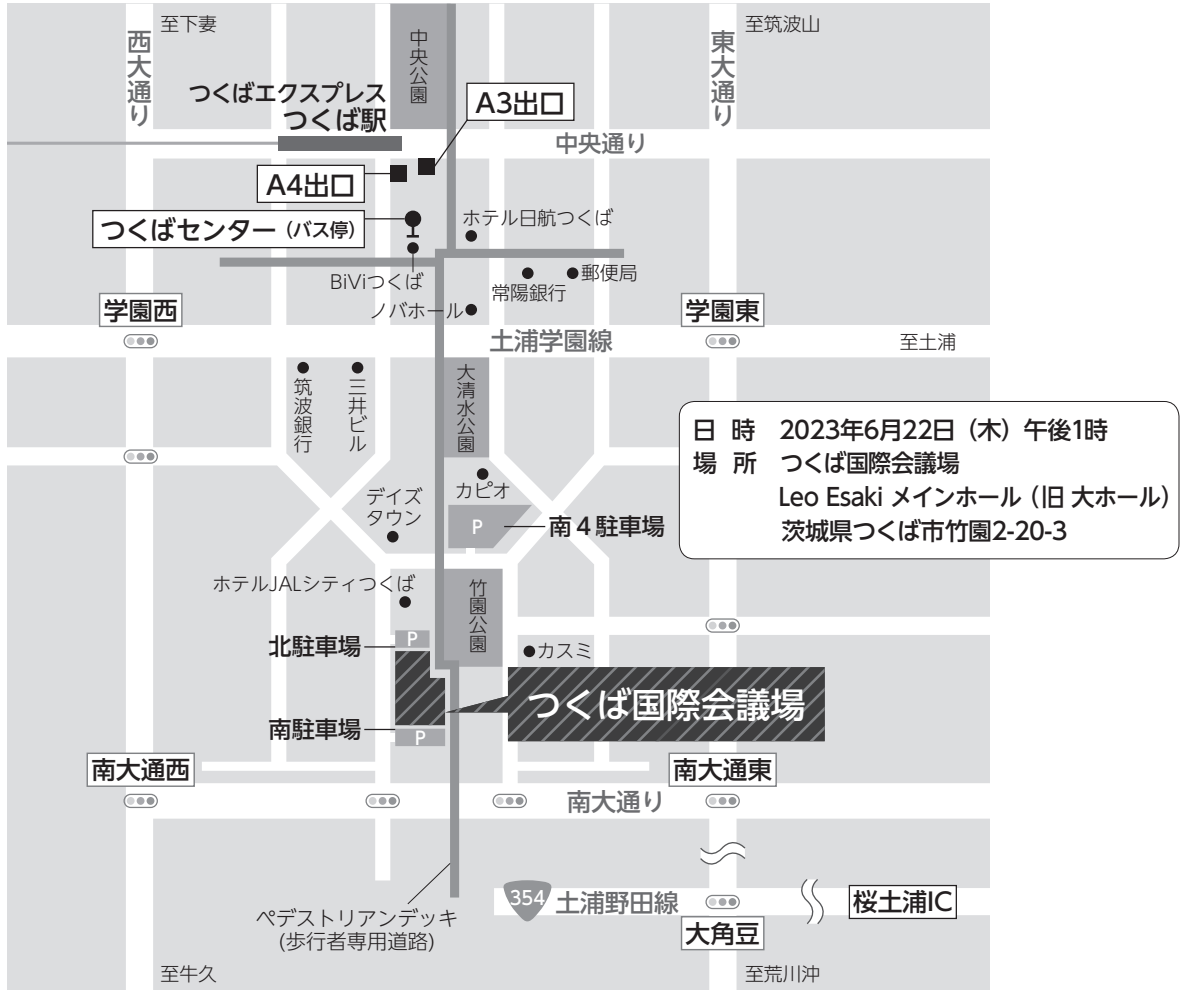 至下妻
至筑波山
西大通り
中央公園
東大通り
つくばエクスプレス
つくば駅
A3出口
中央通り
A4出口
つくばセンター（バス停）
ホテル日航つくば
BiViつくば
常陽銀行
郵便局
ノバホール
学園西
学園東
土浦学園線
至土浦
筑波銀行
三井ビル
大清水公園
日 時 2023年6月22日（木）午後1時
場 所 つくば国際会議場
Leo Esaki メインホール（旧 大ホール）
茨城県つくば市竹園2-20-3
カピオ
デイズ
タウン
P
南4駐車場
ホテルJALシティつくば
竹園公園
P
北駐車場
カスミ
つくば国際会議場
南駐車場
P
南大通西
南大通東
南大通り
354
土浦野田線
桜土浦IC
大角豆
ペデストリアンデッキ
(歩行者専用道路)
至牛久
至荒川沖